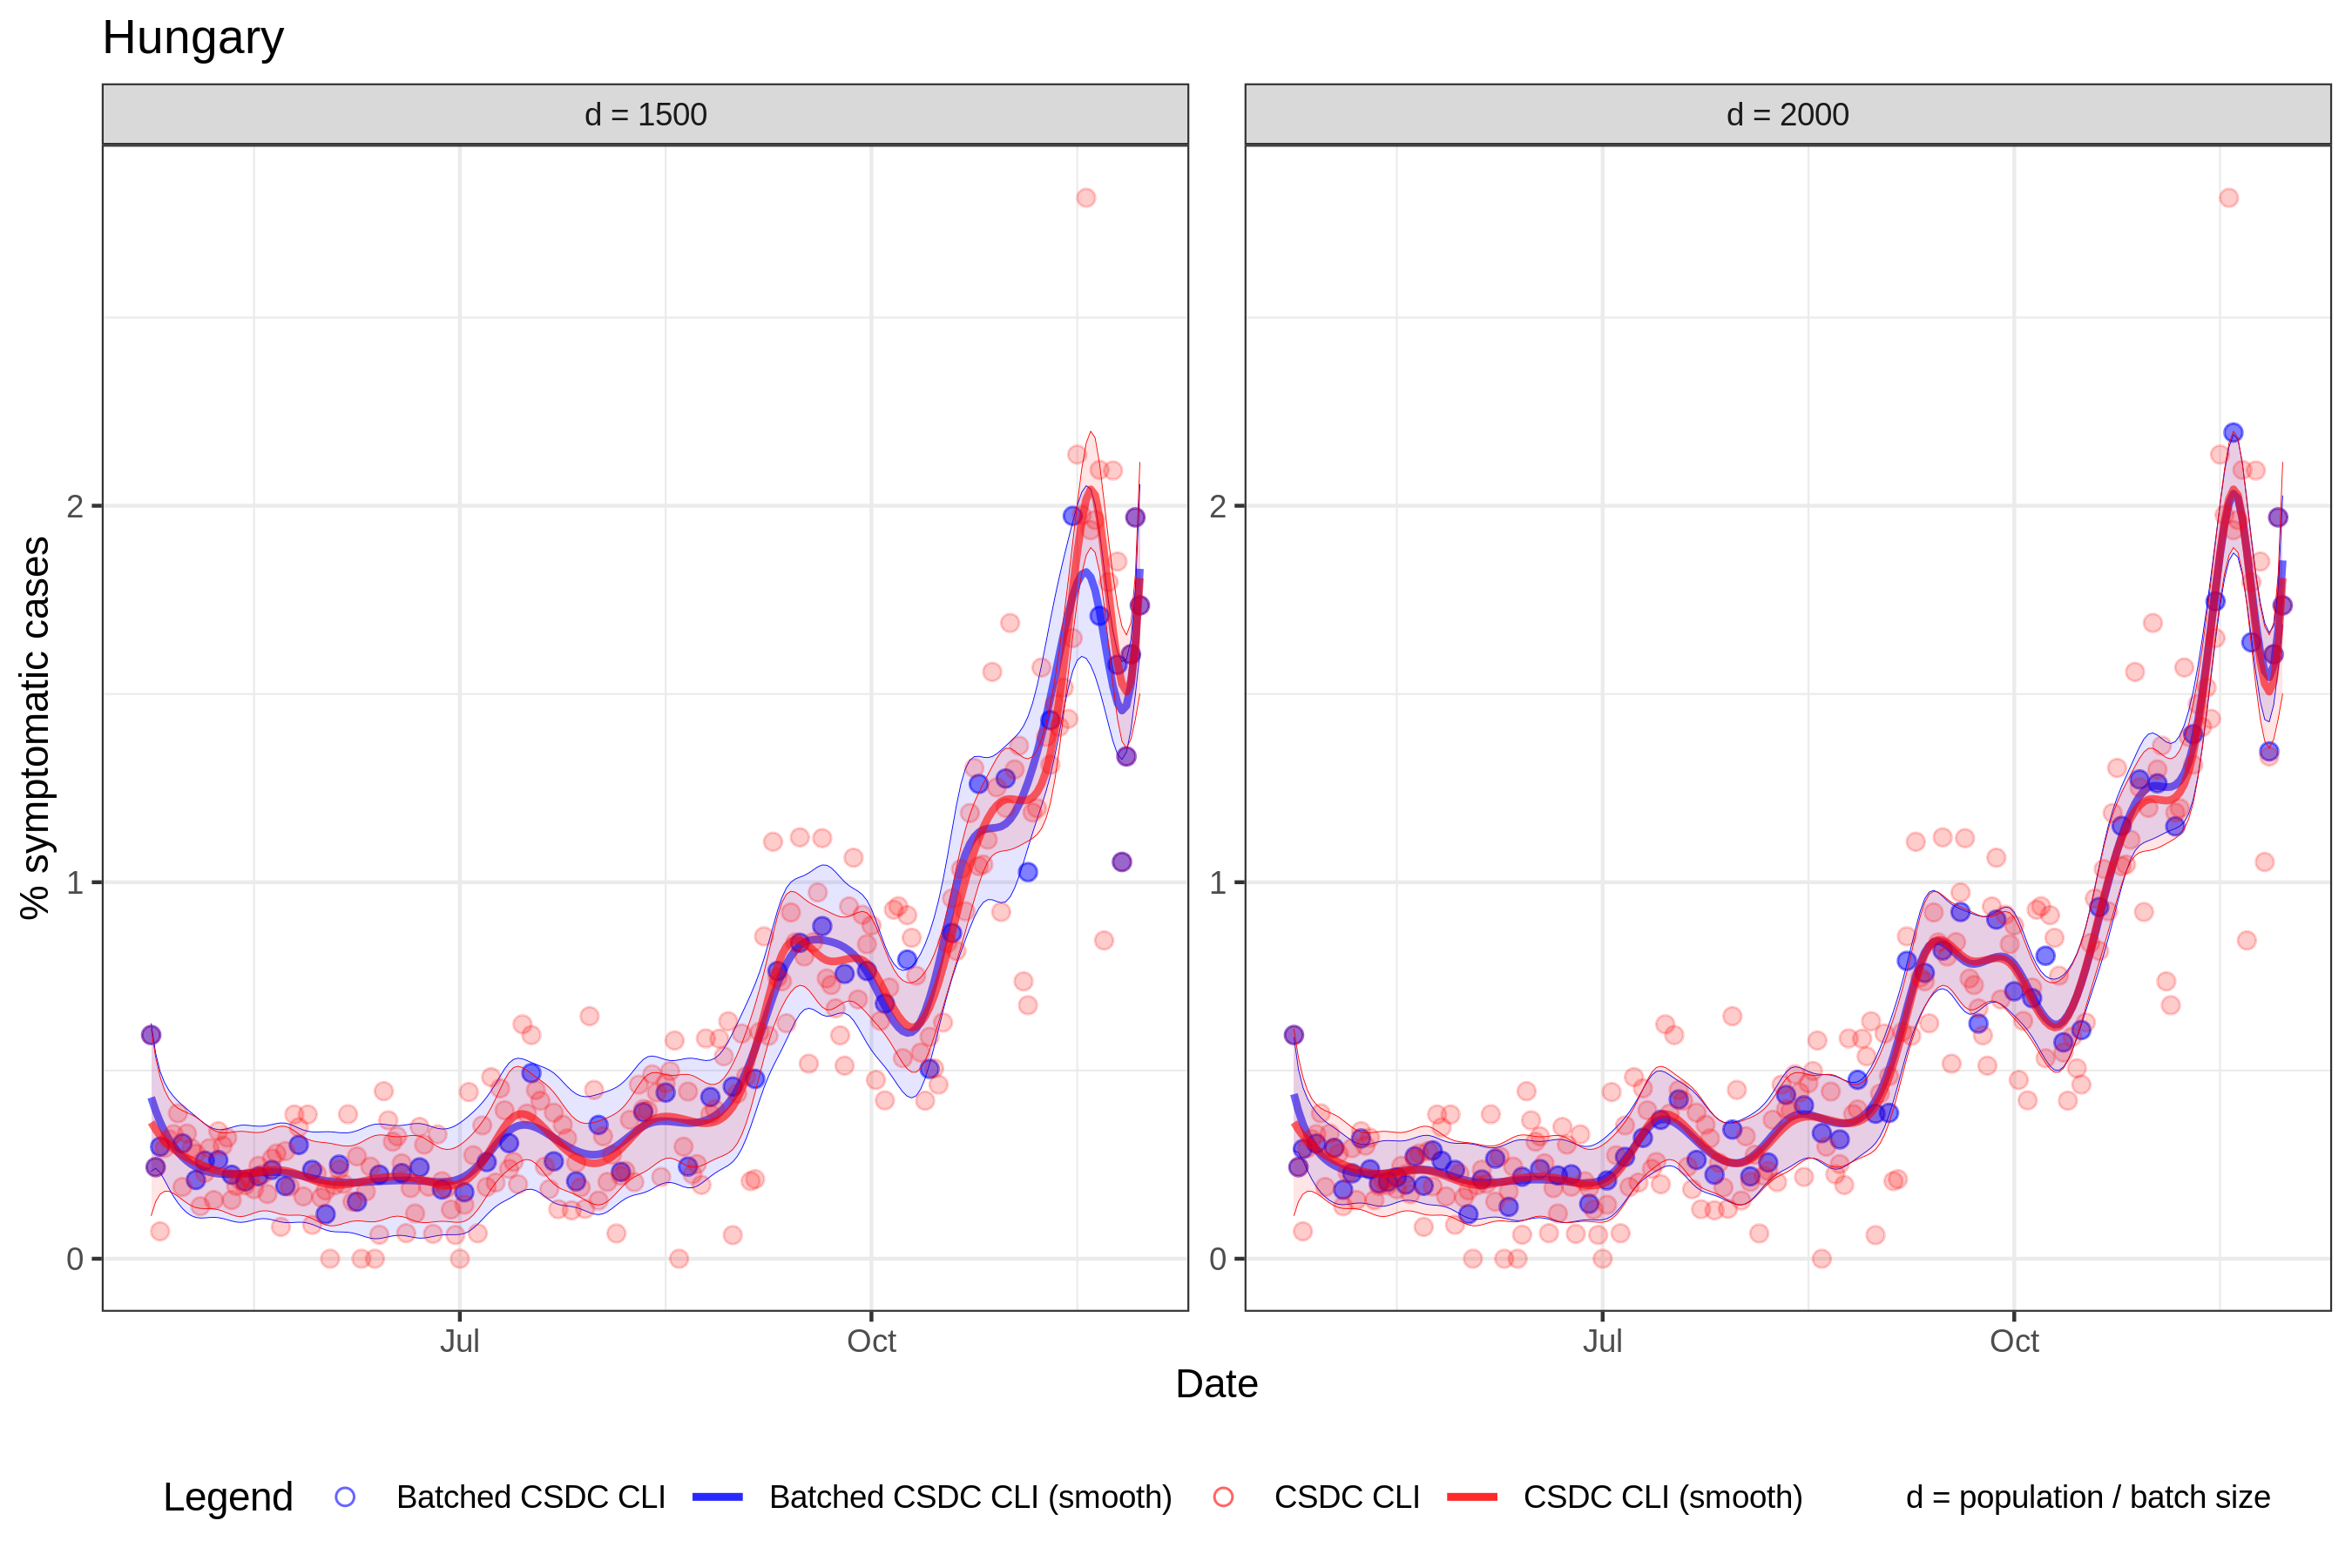 Hungary
d = 1500
d = 2000
% symptomatic cases
2
1
0
2
1
0
Jul
Oct
Jul
Oct
Date
Legend
Batched CSDC CLI
Batched CSDC CLI (smooth)
CSDC CLI
CSDC CLI (smooth)
d = population / batch size